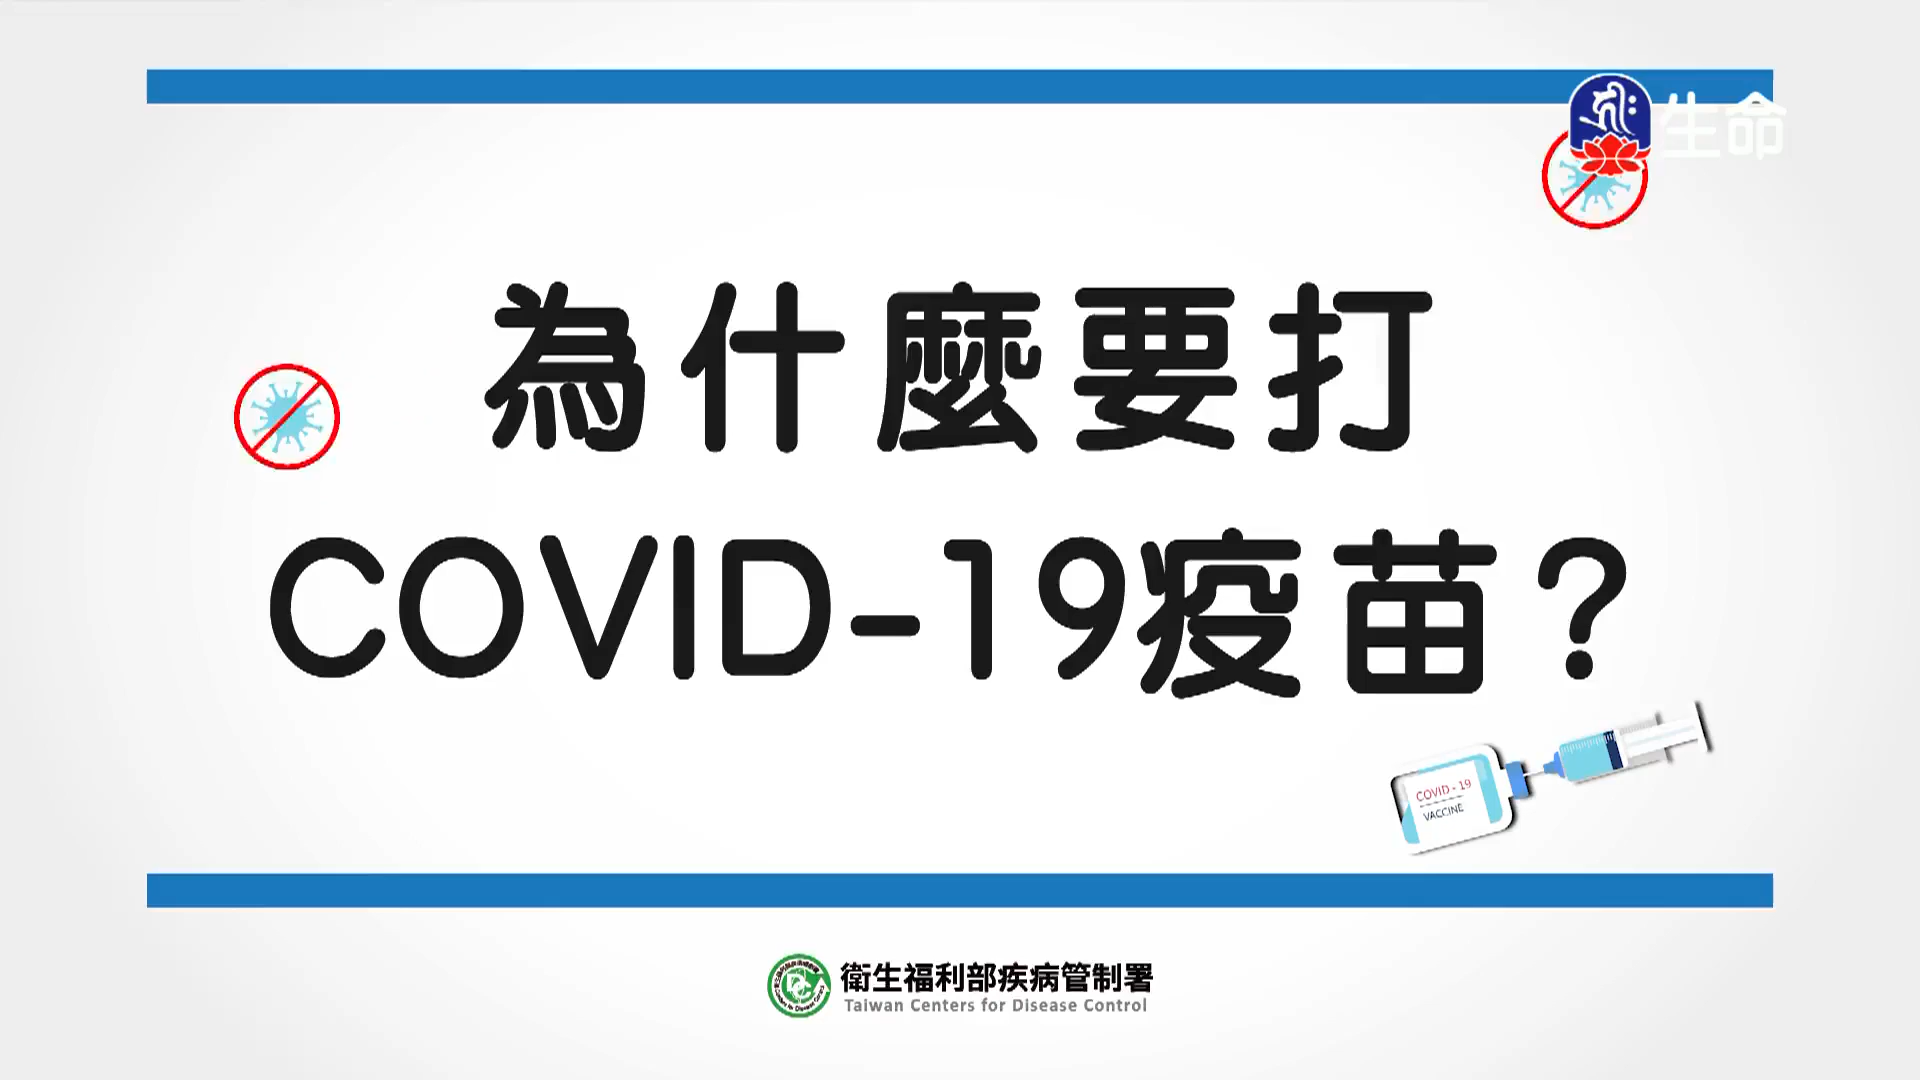 生命
為什麼要打
COVID-19疫苗？
COVID-19
VACCINE
衛生福利部疾病管制署
Taiwan Centers for Disease Control